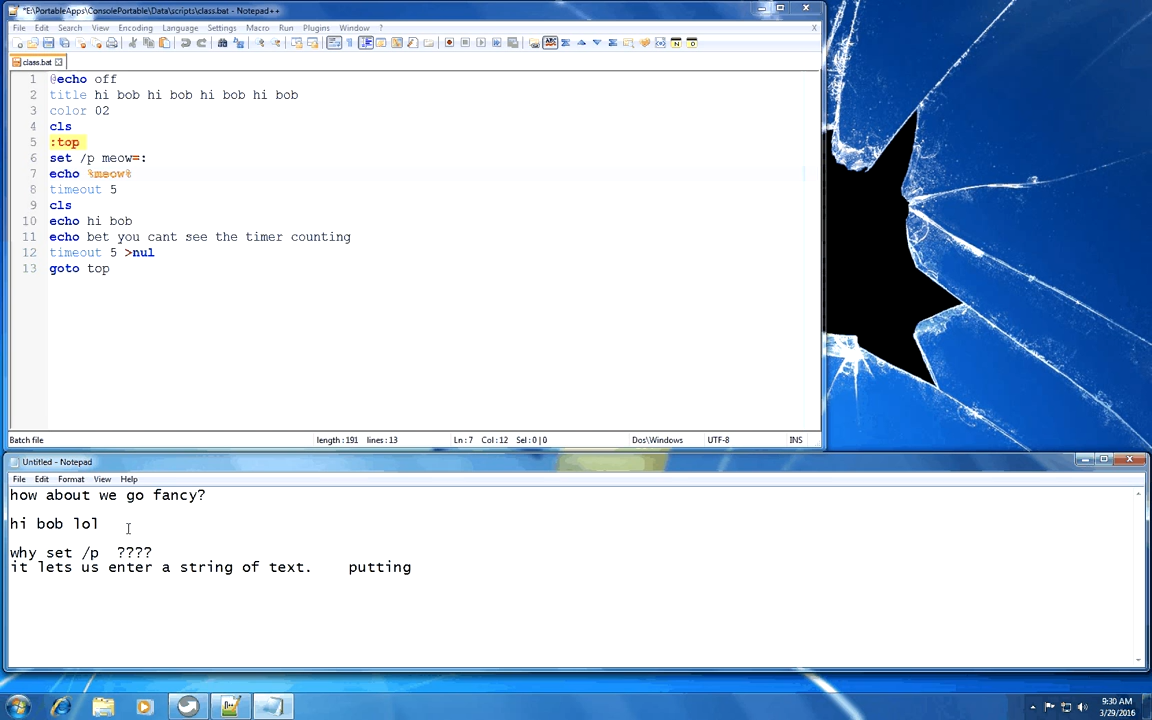 *E:\PortableApps\ConsolePortable\Data\scripts\class.bat - Notepad++
File Edit Search View Encoding Language Settings Macro Run Plugins Window ? X
class.bat
1 @echo off
2 title hi bob hi bob hi bob hi bob
3 color 02
4 cls
5 :top
6 set /p meow=:
7 echo %meow%
8 timeout 5
9 cls
10 echo hi bob
11 echo bet you cant see the timer counting
12 timeout 5 >nul
13 goto top
Batch file length : 191 lines : 13 Ln : 7 Col : 12 Sel : 0 | 0 Dos\Windows UTF-8 INS
Untitled - Notepad
File Edit Format View Help
how about we go fancy?
hi bob lol
why set /p ????
it lets us enter a string of text. putting
9:30 AM
3/29/2016